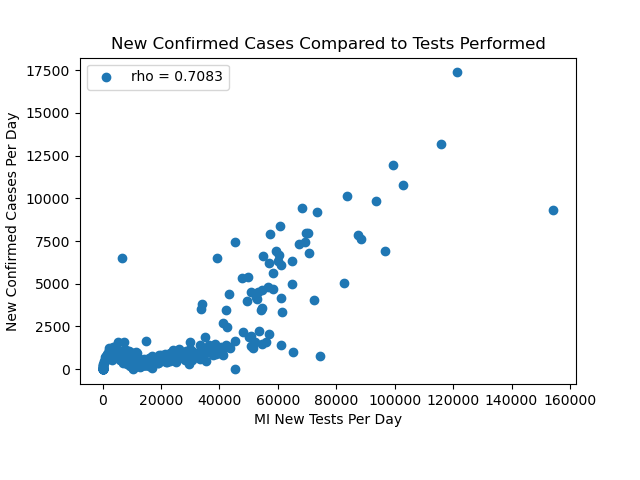 New Confirmed Cases Compared to Tests Performed
rho = 0.7083
New Confirmed Caeses Per Day
17500
15000
12500
10000
7500
5000
2500
0
0 20000 40000 60000 80000 100000 120000 140000 160000
MI New Tests Per Day